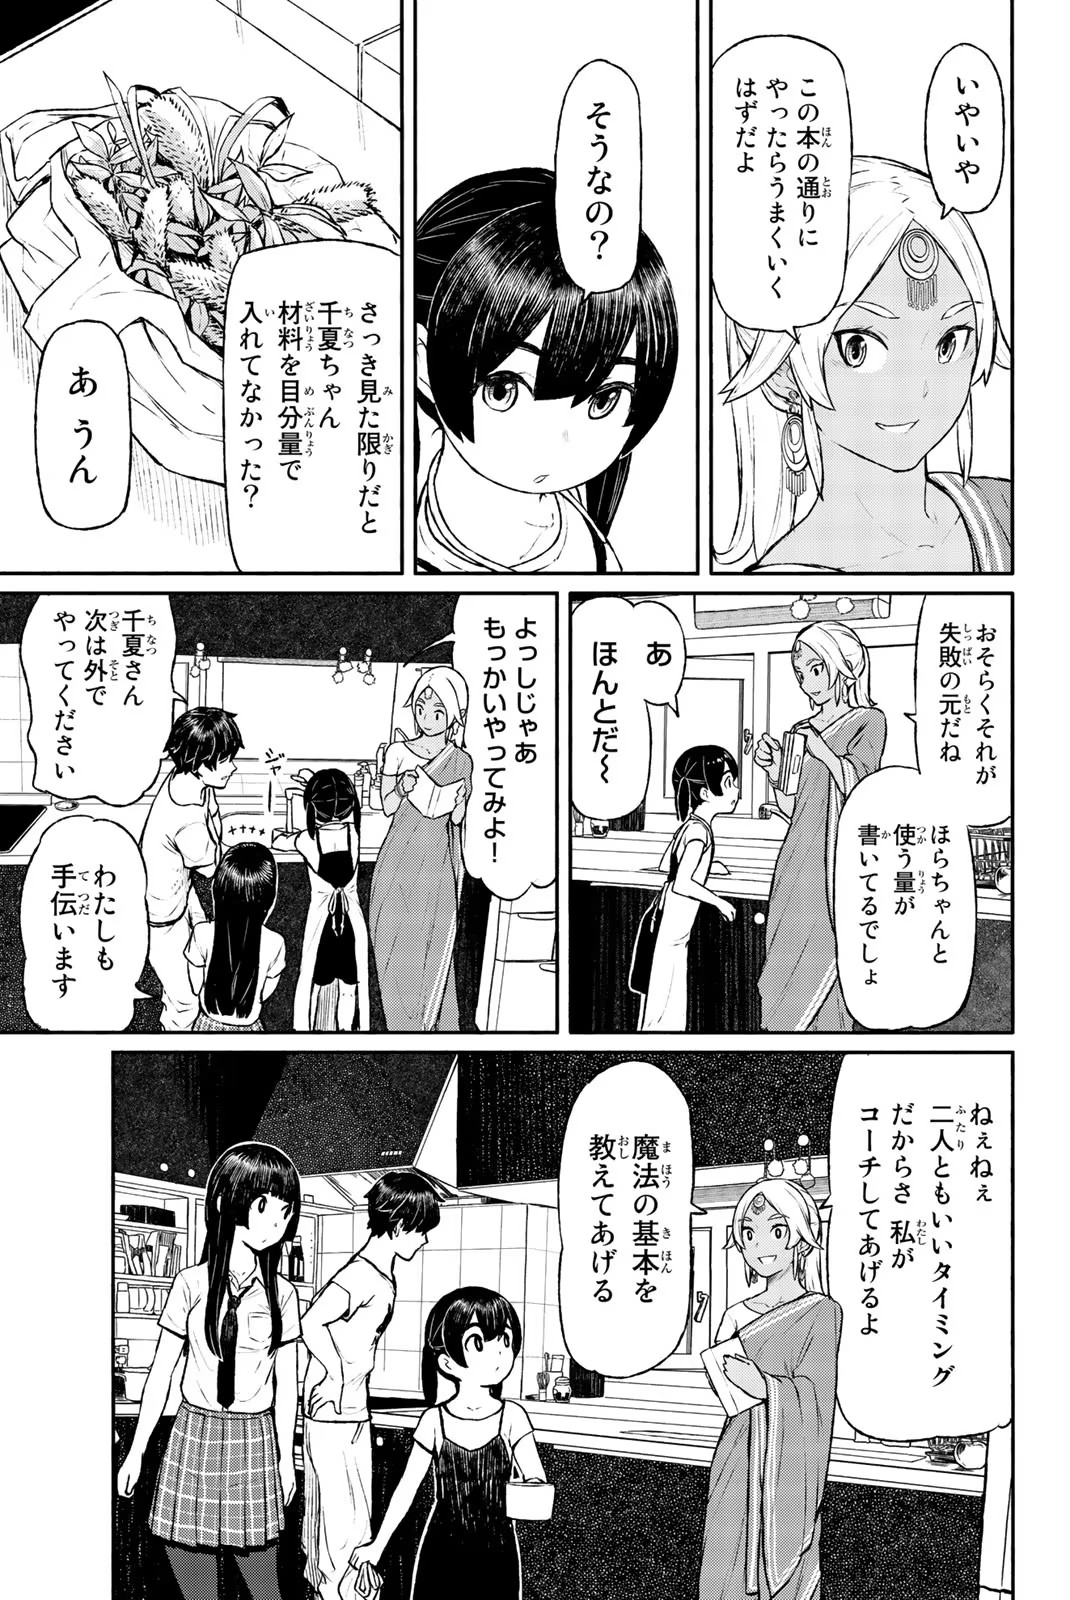 いやいや
この本の通りに
やったらうまくいく
はずだよ
そうなの？
さっき見た限りだと
千夏ちゃん
材料を目分量で
入れてなかった？
あ うん
おそらくそれが
失敗の元だね
ほらちゃんと
使う量が
書いてるでしょ
あ
ほんとだ〜
よっしじゃあ
もっかいやってみよ！
ジャー
千夏さん
次は外で
やってください
わたしも
手伝います
ねぇねぇ
二人ともいいタイミング
だからさ 私が
コーチしてあげるよ
魔法の基本を
教えてあげる